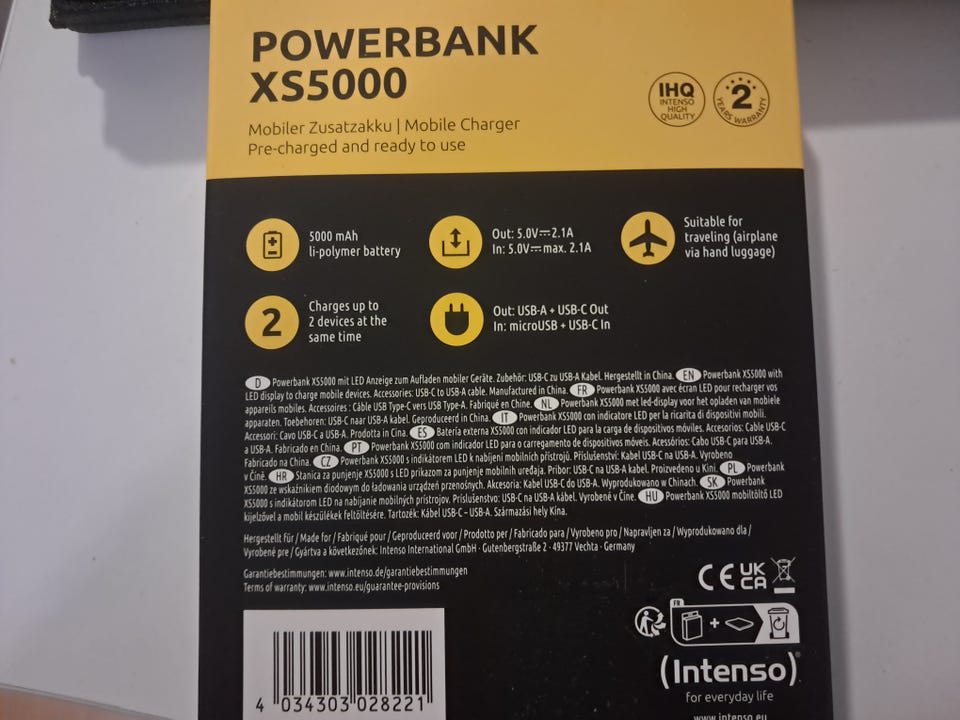 POWERBANK
XS5000
Mobiler Zusatzakku | Mobile Charger
Pre-charged and ready to use
IHQ
INTENSO
HIGH
QUALITY
2
YEARS WARRANTY
5000 mAh
li-polymer battery
Out: 5.0V⎓2.1A
In: 5.0V⎓max. 2.1A
Suitable for
traveling (airplane
via hand luggage)
2
Charges up to
2 devices at the
same time
Out: USB-A + USB-C Out
In: microUSB + USB-C In
D Powerbank XS5000 mit LED Anzeige zum Aufladen mobiler Geräte. Zubehör: USB-C zu USB-A Kabel. Hergestellt in China. EN Powerbank XS5000 with
LED display to charge mobile devices. Accessories: USB-C to USB-A cable. Manufactured in China. FR Powerbank XS5000 avec écran LED pour recharger vos
appareils mobiles. Accessoires : Câble USB Type-C vers USB Type-A. Fabriqué en Chine. NL Powerbank XS5000 met led-display voor het opladen van mobiele
apparaten. Toebehoren: USB-C naar USB-A kabel. Geproduceerd in China. IT Powerbank XS5000 con indicatore LED per la ricarita di dispositivi mobili.
Accessori: Cavo USB-C a USB-A. Prodotta in Cina. ES Batería externa XS5000 con indicador LED para la carga de dispositivos móviles. Accesorios: Cable USB-C
a USB-A. Fabricado en China. PT Powerbank XS5000 com indicador LED para o carregamento de dispositivos móveis. Acessórios: Cabo USB-C para USB-A.
Fabricado na China. CZ Powerbank XS5000 s indikátorem LED k nabíjení mobilních přístrojů. Příslušenství: USB-C na USB-A kabel. Vyrobeno
v Číně. HR Stanica za punjenje XS5000 s LED prikazom za punjenje mobilnih uređaja. Pribor: USB-C na USB-A kabel. Proizvedeno u Kini. PL Powerbank
XS5000 ze wskaźnikiem diodowym do ładowania urządzeń przenośnych. Akcesoria: Kabel USB-C do USB-A. Wyprodukowano w Chinach. SK Powerbank
XS5000 s indikátorom LED na nabíjanie mobilných prístrojov. Príslušenstvo: USB-C na USB-A kábel. Vyrobené v Číne. HU Powerbank XS5000 mobiltöltő LED
kijelzővel a mobil készülékek feltöltésére. Tartozék: Kábel USB-C – USB-A. Származási hely Kína.
Hergestellt für / Made for / Fabriqué pour / Geproduceerd voor / Prodotto per / Fabricado para / Vyrobeno pro / Napravljen za / Wyprodukowano dla /
Vyrobené pre / Gyártva a következőnek: Intenso International GmbH · Gutenbergstraße 2 · 49377 Vechta · Germany
Garantiebestimmungen: www.intenso.de/garantiebestimmungen
Terms of warranty: www.intenso.eu/guarantee-provisions
CE UK
CA
FR
+
(Intenso)®
for everyday life
www.intenso.eu
4 034303 028221